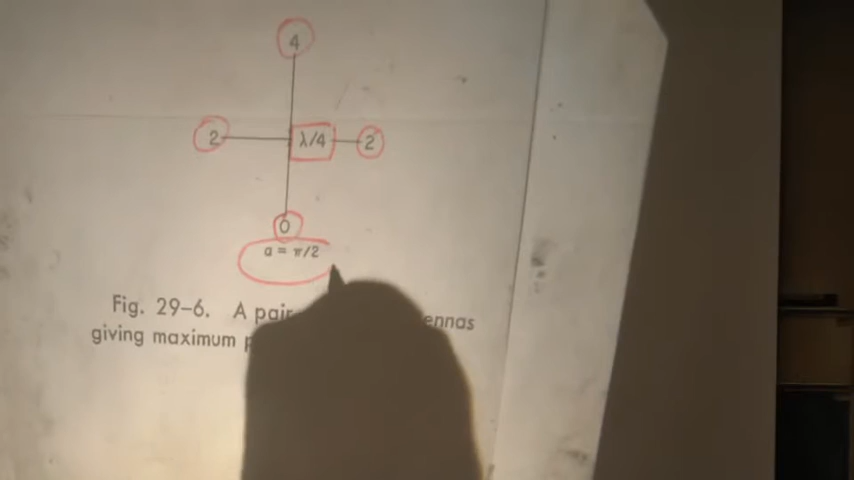 4
2 λ/4 2
0
α = π/2
Fig. 29–6. A pair ennas
giving maximum